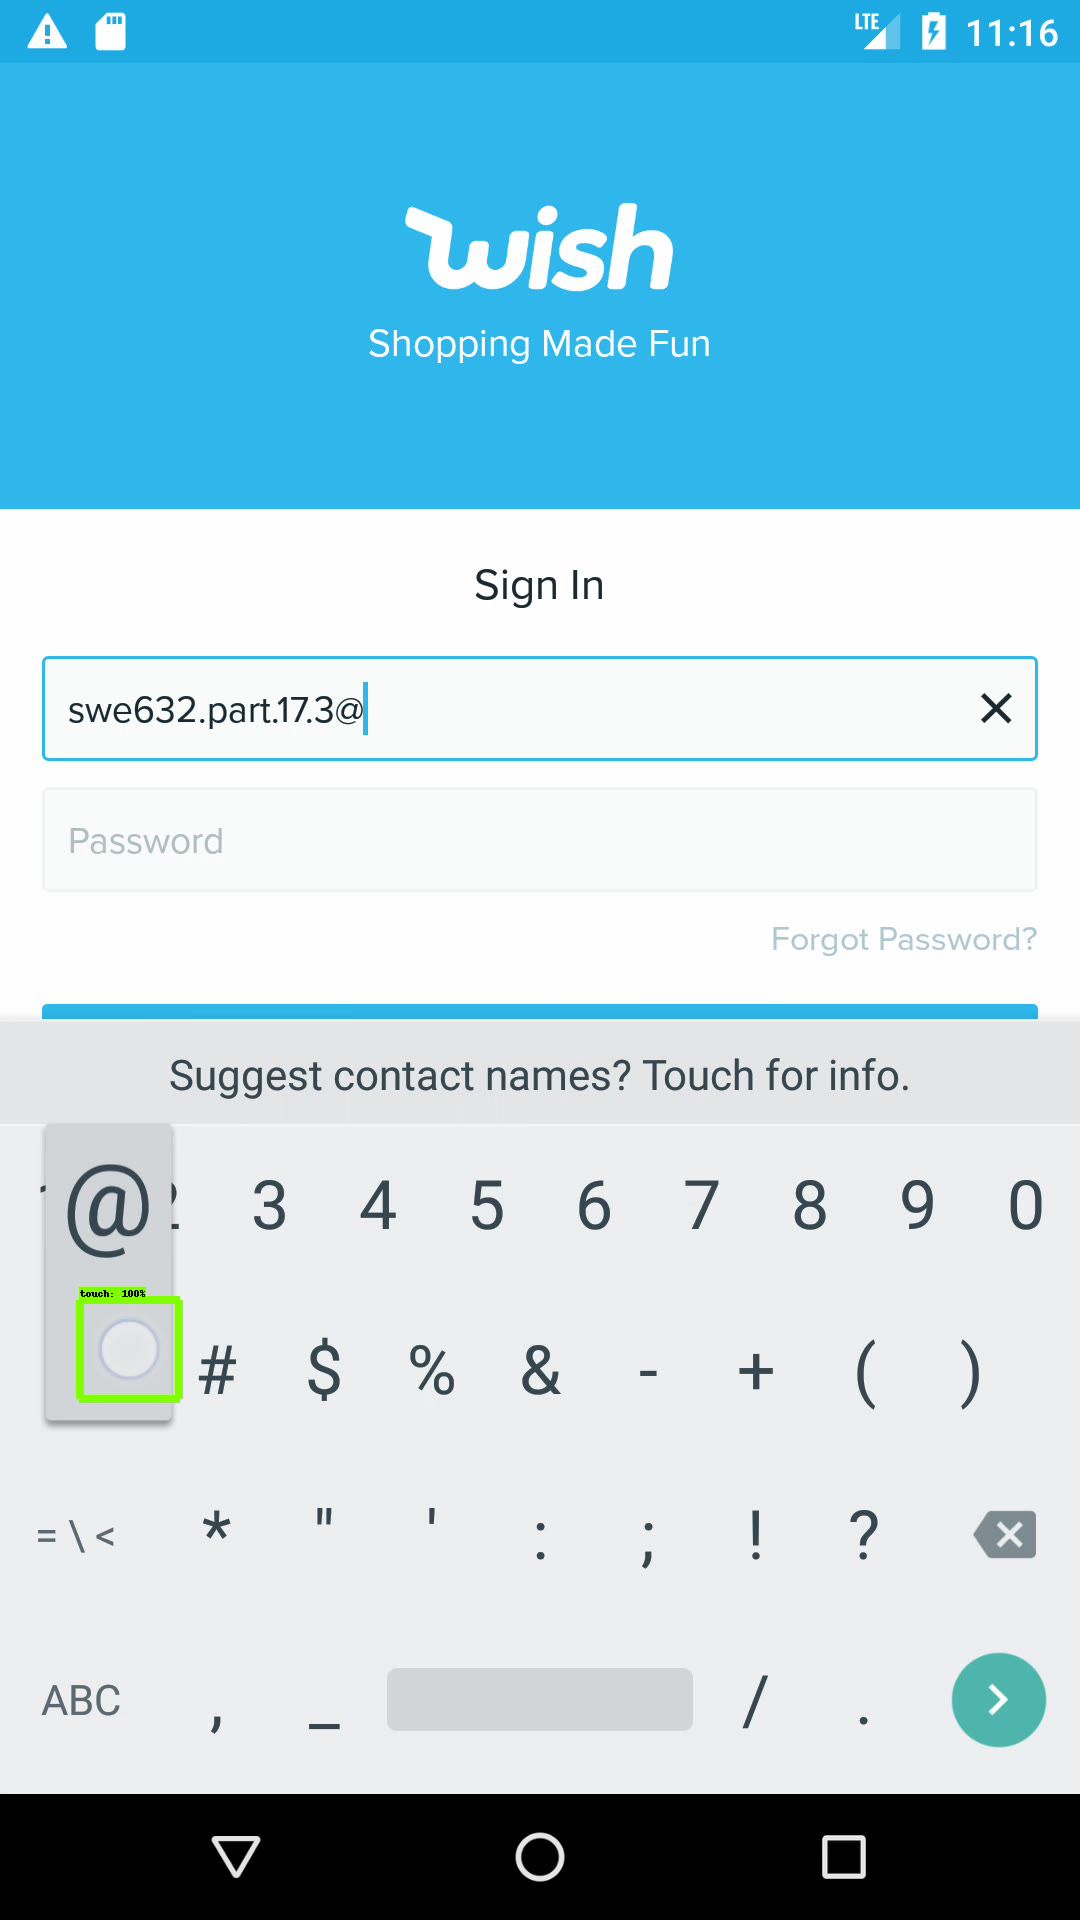 LTE 11:16
wish
Shopping Made Fun
Sign In
swe632.part.17.3@
Password
Forgot Password?
Suggest contact names? Touch for info.
@ 3 4 5 6 7 8 9 0
touch: 100%
# $ % & - + ( )
= \ < * " ' : ; ! ?
ABC , _ / .